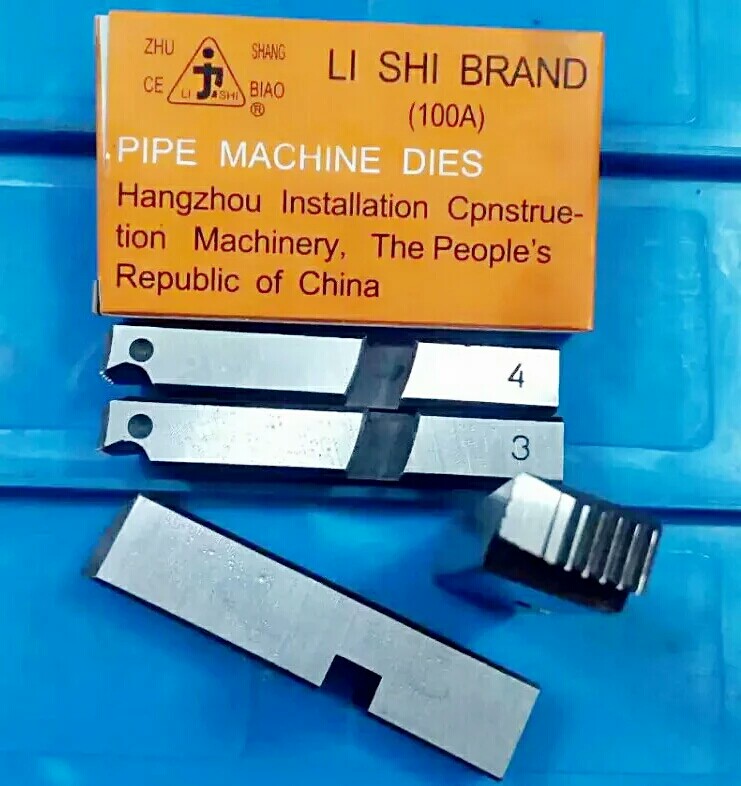 ZHU SHANG
CE BIAO
LI SHI
®
LI SHI BRAND
(100A)
PIPE MACHINE DIES
Hangzhou Installation Cpnstrue-
tion Machinery, The People's
Republic of China
4
3